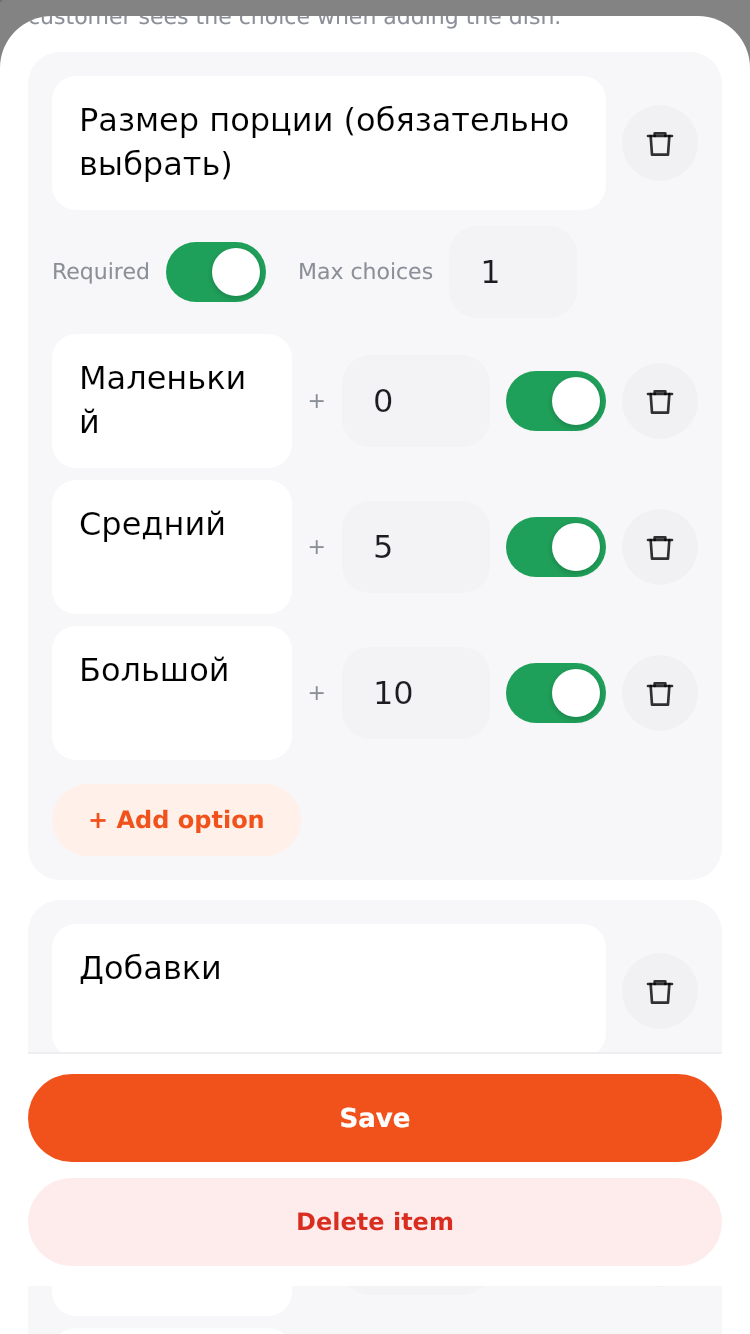 customer sees the choice when adding the dish.
Размер порции (обязательно
выбрать)
Required
Max choices
1
Маленьки
й
+
0
Средний
+
5
Большой
+
10
+ Add option
Добавки
Save
Delete item